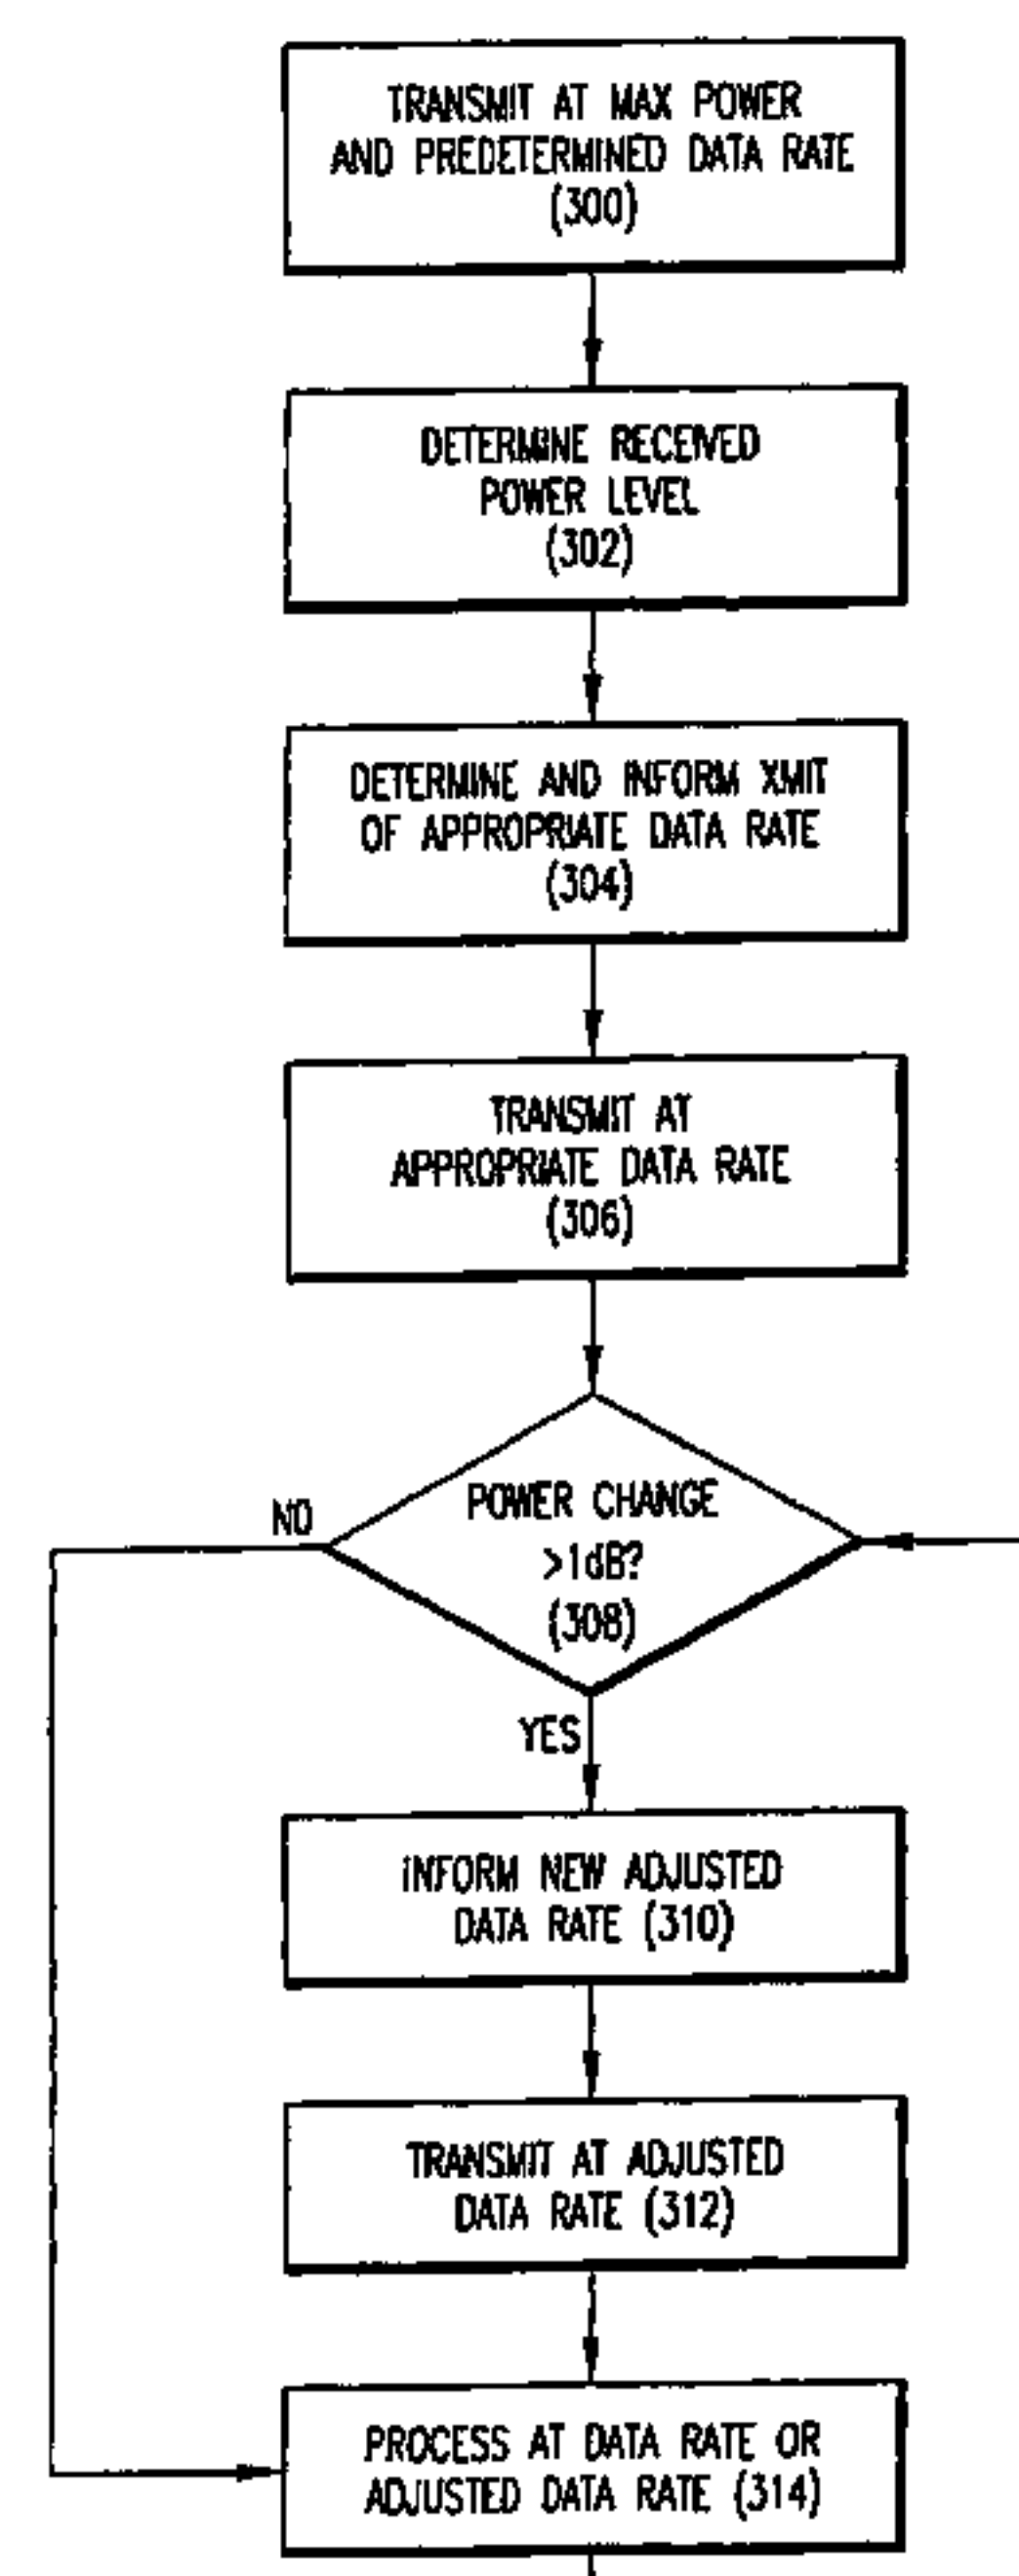 TRANSMIT AT MAX POWER
AND PREDETERMINED DATA RATE
(300)
DETERMINE RECEIVED
POWER LEVEL
(302)
DETERMINE AND INFORM XMIT
OF APPROPRIATE DATA RATE
(304)
TRANSMIT AT
APPROPRIATE DATA RATE
(306)
NO
POWER CHANGE
>1dB?
(308)
YES
INFORM NEW ADJUSTED
DATA RATE (310)
TRANSMIT AT ADJUSTED
DATA RATE (312)
PROCESS AT DATA RATE OR
ADJUSTED DATA RATE (314)